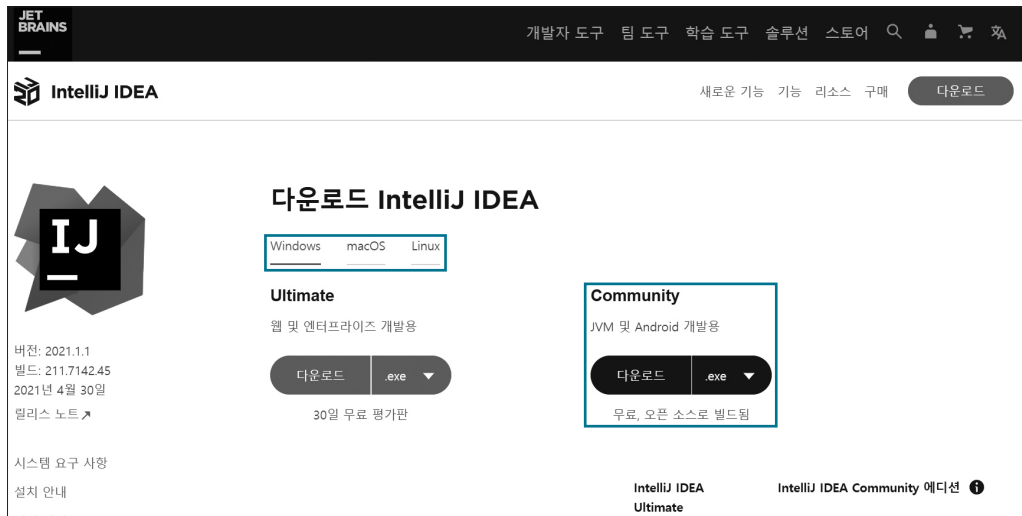 JET
BRAINS
개발자 도구 팀 도구 학습 도구 솔루션 스토어
IntelliJ IDEA
새로운 기능 기능 리소스 구매 다운로드
다운로드 IntelliJ IDEA
Windows macOS Linux
IJ
Ultimate
웹 및 엔터프라이즈 개발용
다운로드 .exe
30일 무료 평가판
Community
JVM 및 Android 개발용
다운로드 .exe
무료, 오픈 소스로 빌드됨
버전: 2021.1.1
빌드: 211.7142.45
2021년 4월 30일
릴리스 노트↗
시스템 요구 사항
설치 안내
IntelliJ IDEA
Ultimate
IntelliJ IDEA Community 에디션